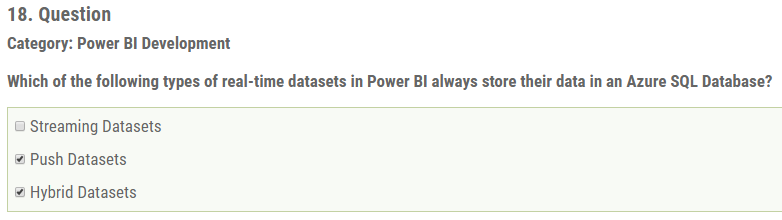 18. Question
Category: Power BI Development
Which of the following types of real-time datasets in Power BI always store their data in an Azure SQL Database?
Streaming Datasets
Push Datasets
Hybrid Datasets